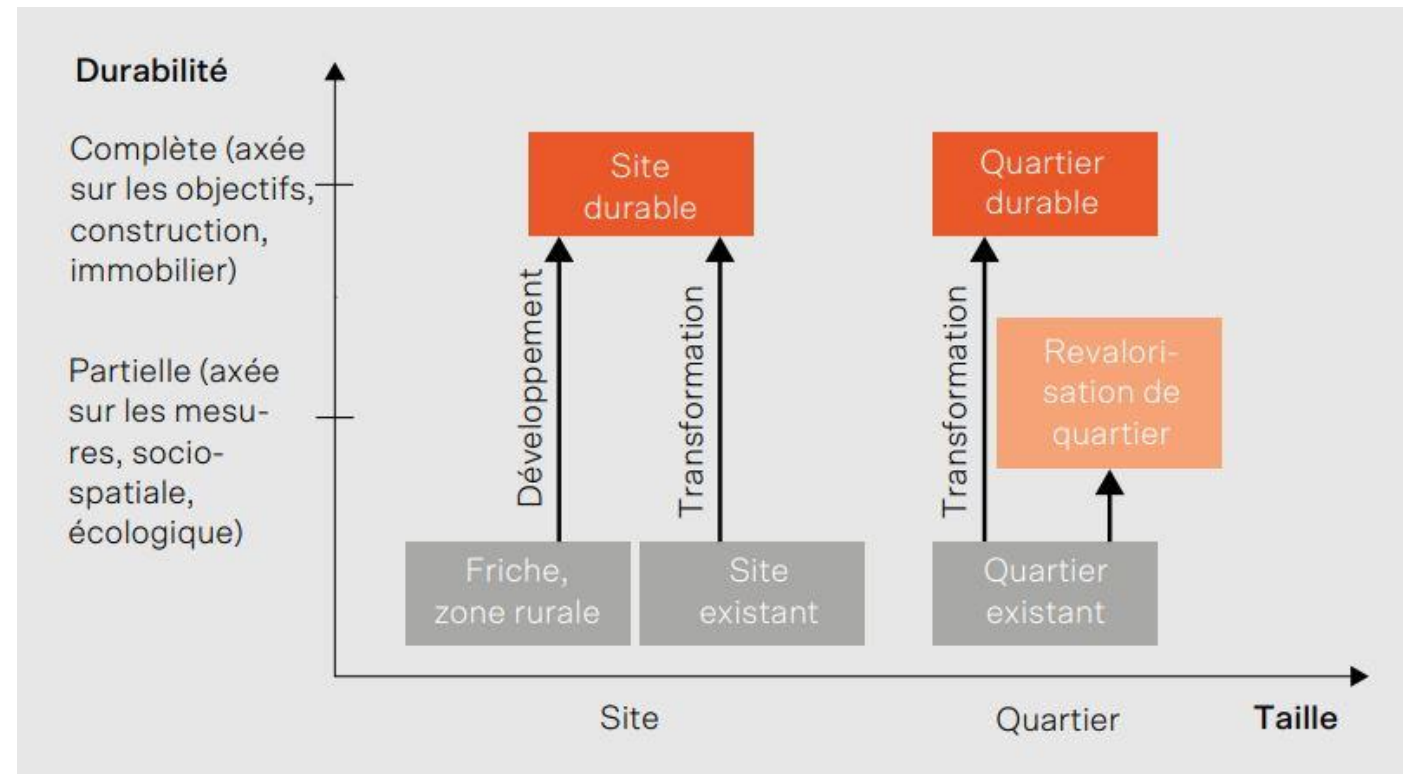 Durabilité
Complète (axée
sur les objectifs,
construction,
immobilier)
Partielle (axée
sur les mesu-
res, socio-
spatiale,
écologique)
Site
durable
Quartier
durable
Développement
Transformation
Transformation
Revalori-
sation de
quartier
Friche,
zone rurale
Site
existant
Quartier
existant
Site
Quartier
Taille